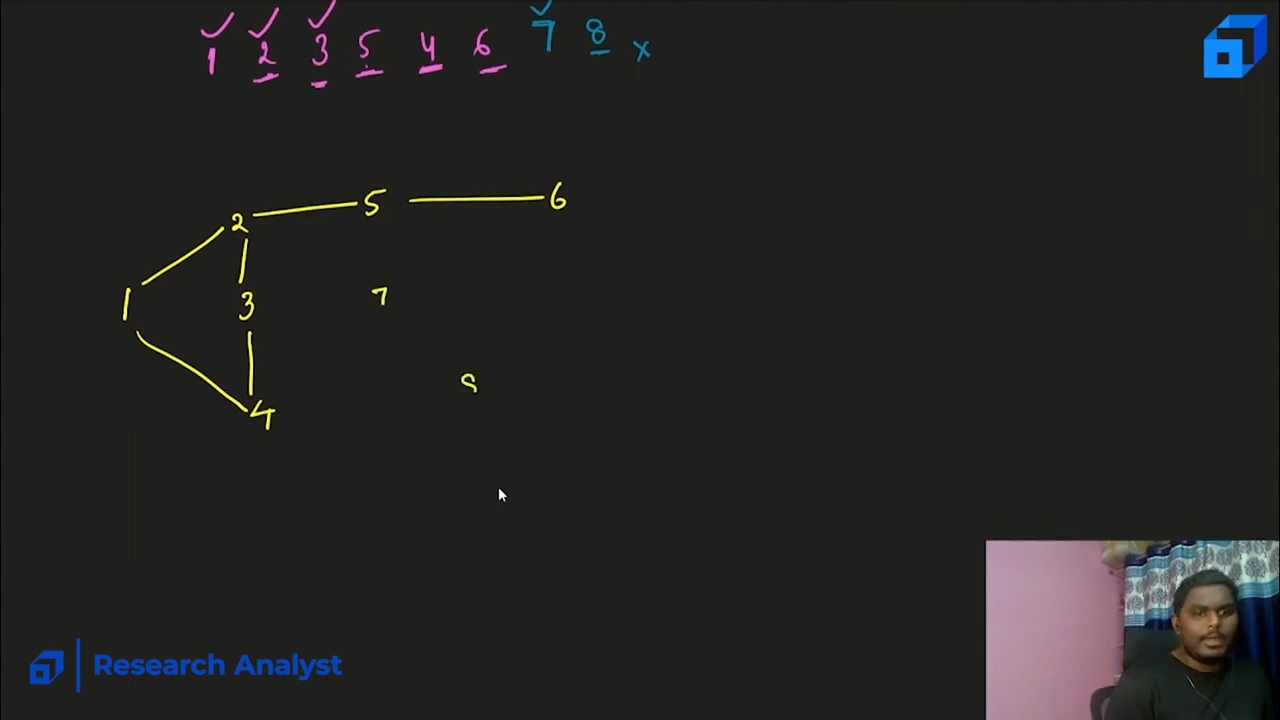 1 2 3 5 4 6 7 8 x
2 5 6
1 3 7
8
4
Research Analyst